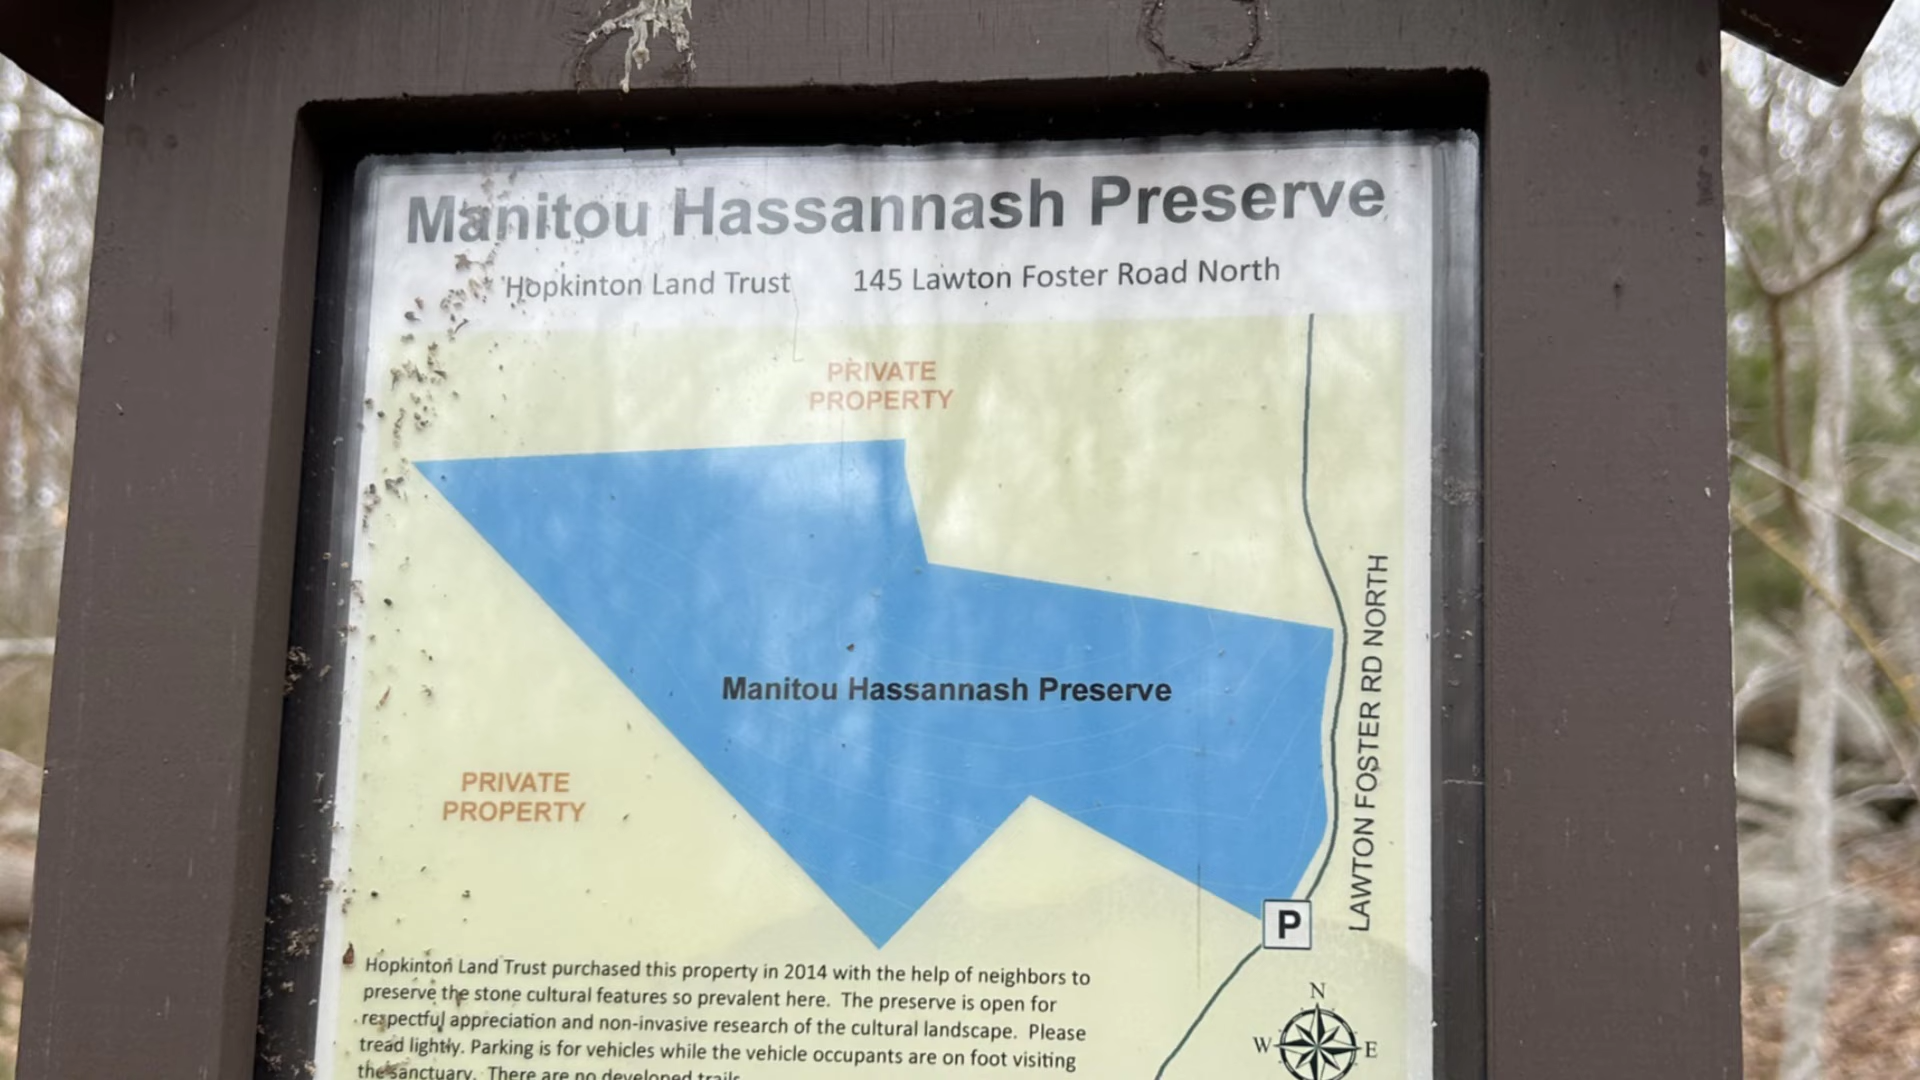 Manitou Hassannash Preserve
Hopkinton Land Trust 145 Lawton Foster Road North
PRIVATE
PROPERTY
Manitou Hassannash Preserve
LAWTON FOSTER RD NORTH
PRIVATE
PROPERTY
P
Hopkinton Land Trust purchased this property in 2014 with the help of neighbors to
preserve the stone cultural features so prevalent here. The preserve is open for
respectful appreciation and non-invasive research of the cultural landscape. Please
tread lightly. Parking is for vehicles while the vehicle occupants are on foot visiting
the sanctuary. There are no developed trails
N
W E